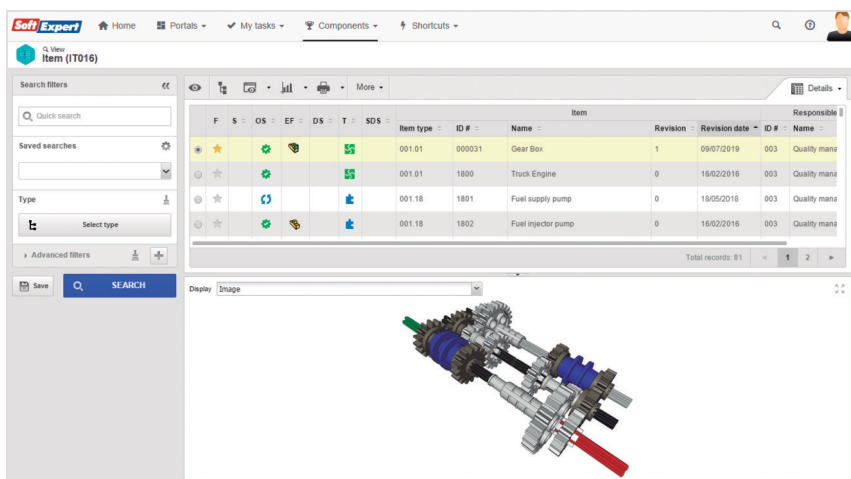 Soft Expert Home Portals My tasks Components Shortcuts
View
Item (IT016)
Search filters
More
Details
Quick search
Item
Responsible
F S OS EF DS T SDS
Item type ID # Name Revision Revision date ID # Name
Saved searches
001.01 000031 Gear Box 1 09/07/2019 003 Quality mana
001.01 1800 Truck Engine 0 16/02/2016 003 Quality mana
Type
001.18 1801 Fuel supply pump 0 18/05/2018 003 Quality mana
Select type
001.18 1802 Fuel injector pump 0 16/02/2016 003 Quality mana
Advanced filters
Total records: 81 1 2
Save SEARCH
Display Image